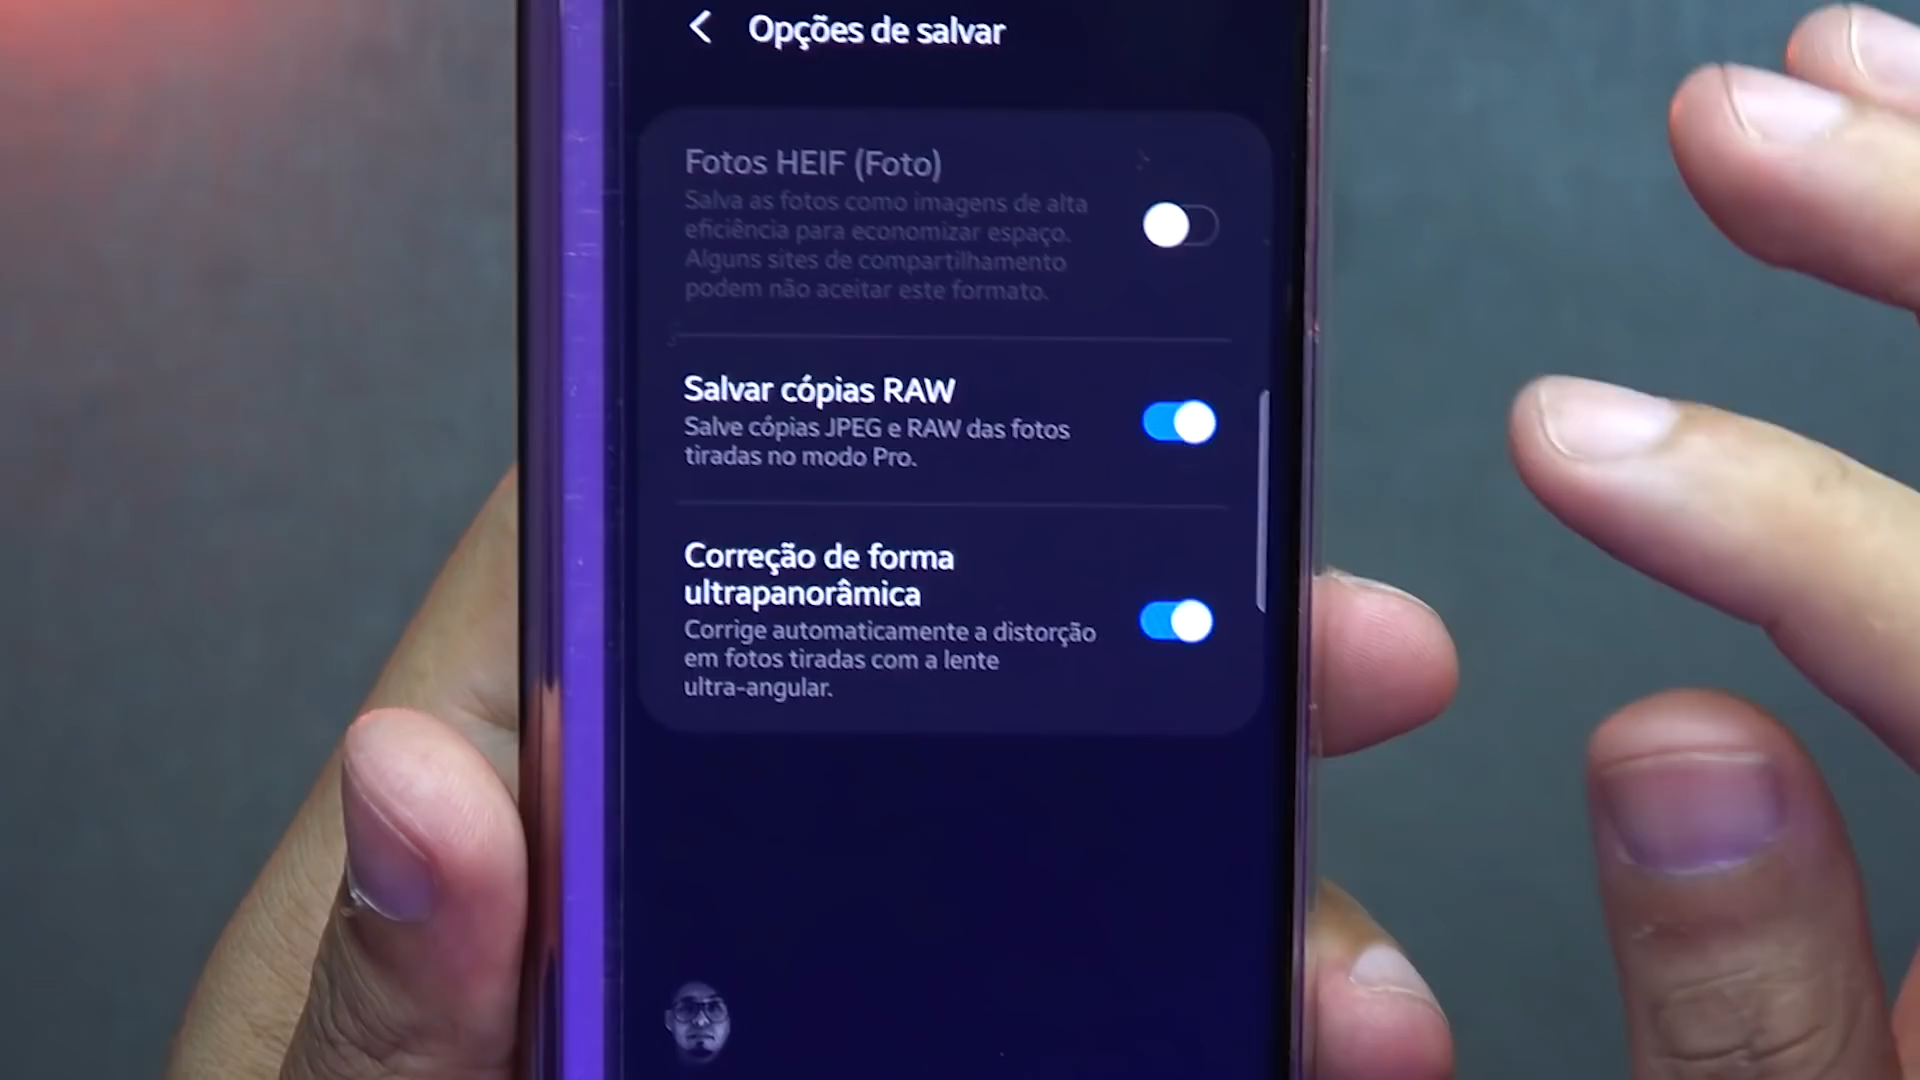 Opções de salvar
Fotos HEIF (Foto)
Salva as fotos como imagens de alta
eficiência para economizar espaço.
Alguns sites de compartilhamento
podem não aceitar este formato.
Salvar cópias RAW
Salve cópias JPEG e RAW das fotos
tiradas no modo Pro.
Correção de forma
ultrapanorâmica
Corrige automaticamente a distorção
em fotos tiradas com a lente
ultra-angular.